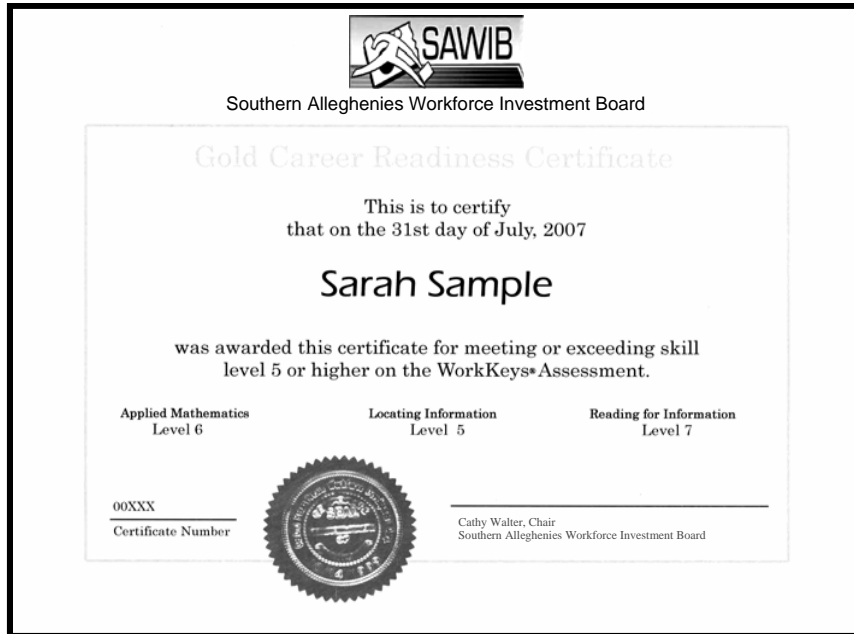 SAWIB
Southern Alleghenies Workforce Investment Board
Gold Career Readiness Certificate
This is to certify
that on the 31st day of July, 2007
Sarah Sample
was awarded this certificate for meeting or exceeding skill
level 5 or higher on the WorkKeys® Assessment.
Applied Mathematics
Level 6
Locating Information
Level 5
Reading for Information
Level 7
00XXX
Certificate Number
Cathy Walter, Chair
Southern Alleghenies Workforce Investment Board